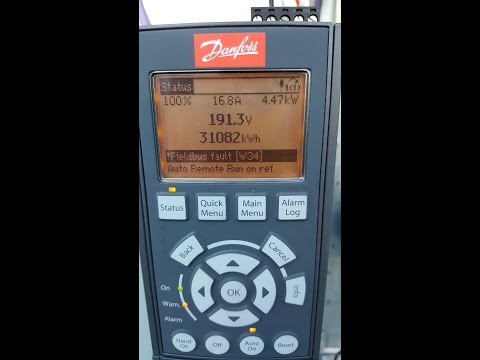 Danfoss
Status 1(1)
100% 16.8A 4.47kW
191.3V
31082kWh
*Fieldbus fault [W34]
Auto Remote Run on ref.
Status
Quick Menu
Main Menu
Alarm Log
Back
Cancel
Info
OK
On
Warn.
Alarm
Hand On
Off
Auto On
Reset